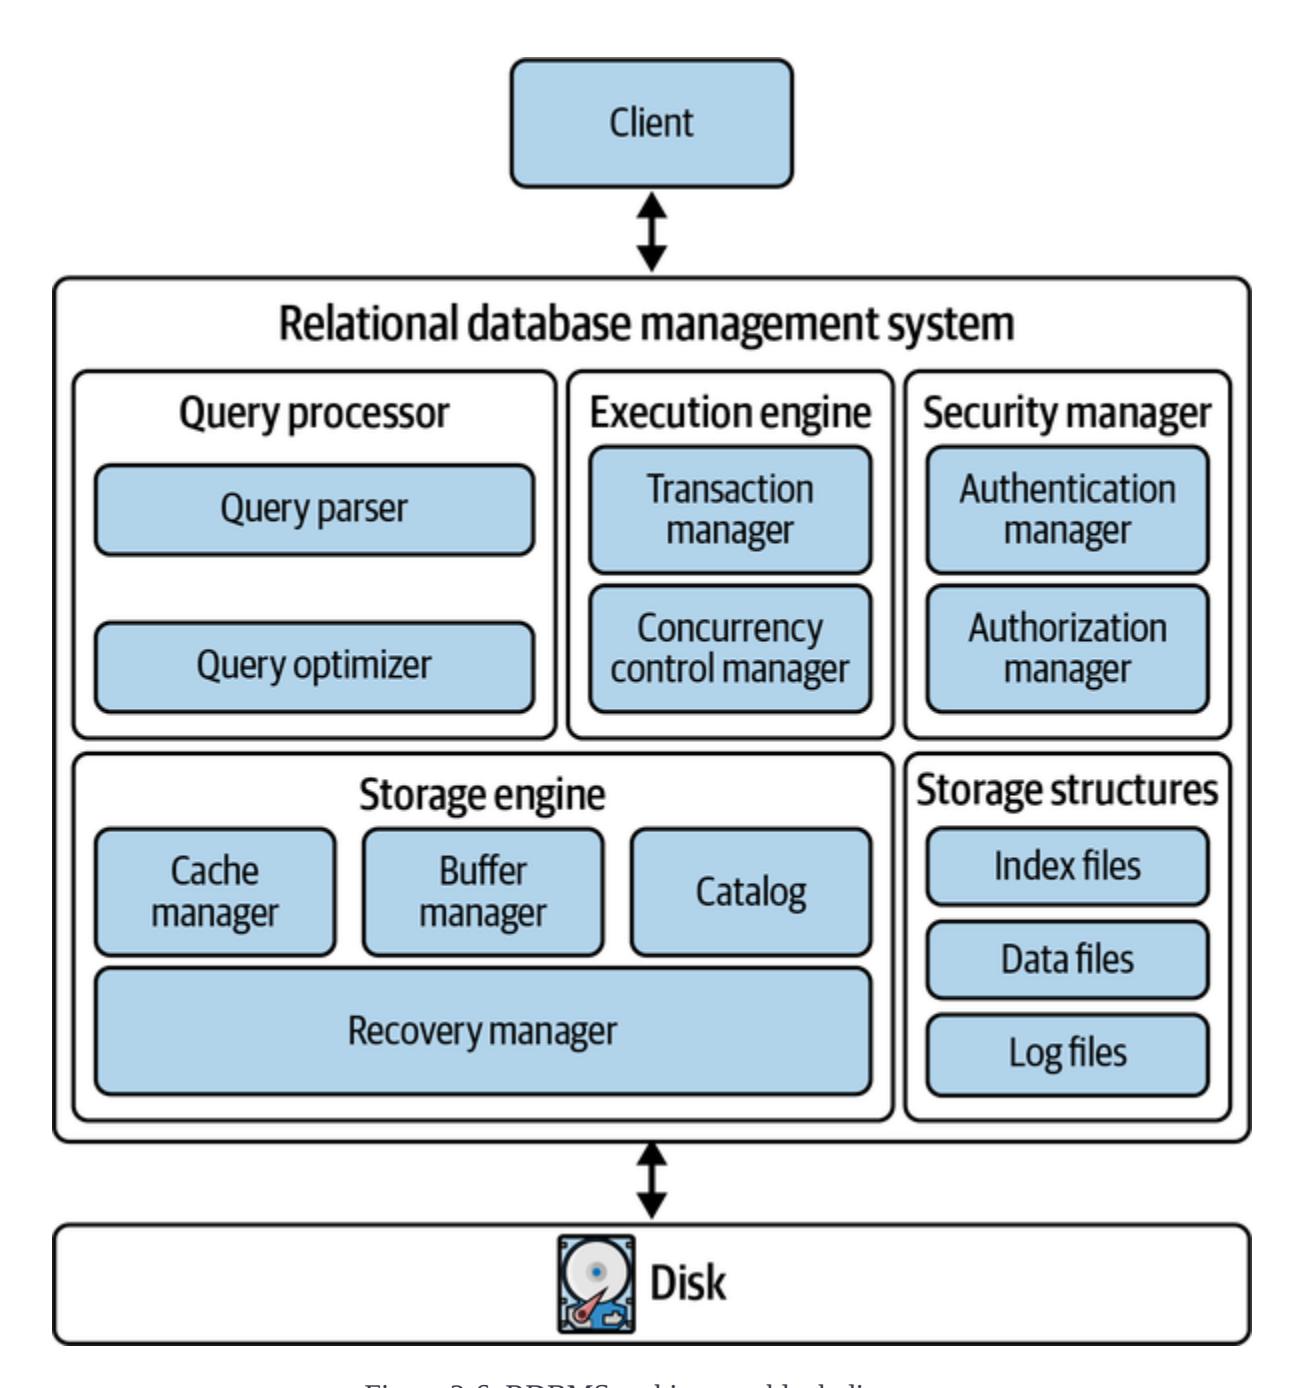 Client
Relational database management system
Query processor
Query parser
Query optimizer
Execution engine
Transaction
manager
Concurrency
control manager
Security manager
Authentication
manager
Authorization
manager
Storage engine
Cache
manager
Buffer
manager
Catalog
Recovery manager
Storage structures
Index files
Data files
Log files
Disk